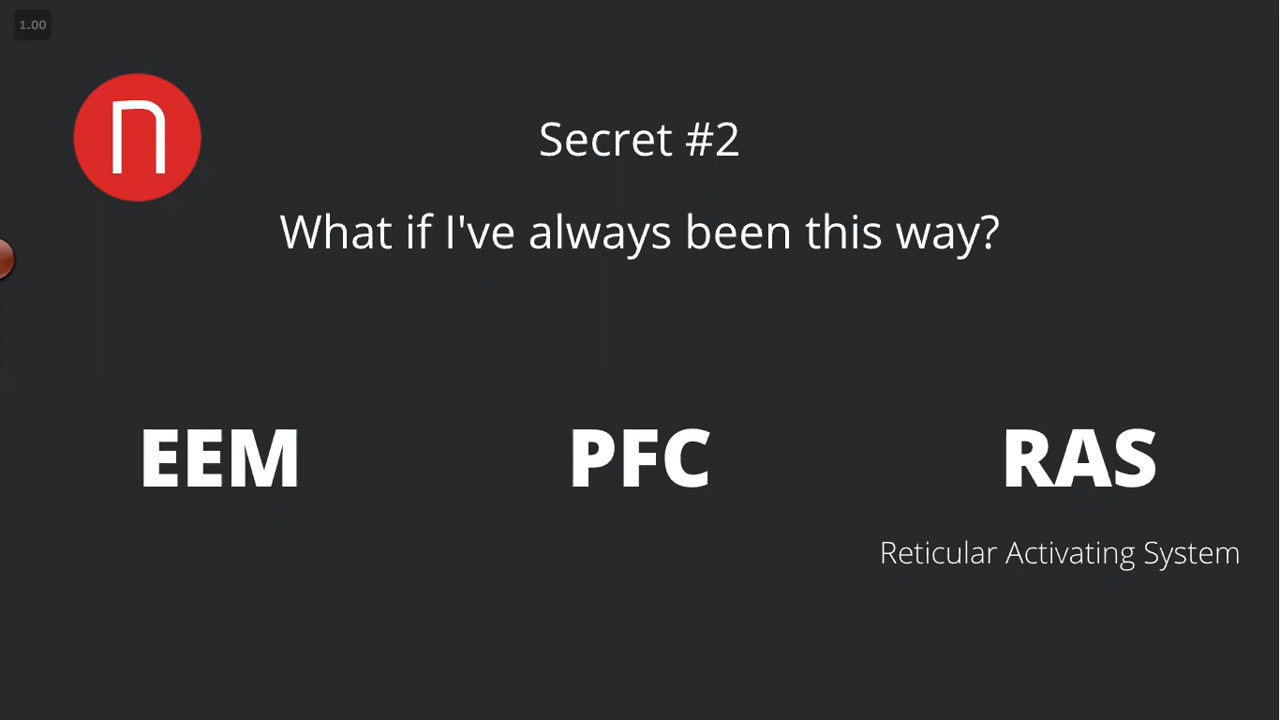 1.00
n
Secret #2
What if I've always been this way?
EEM PFC RAS
Reticular Activating System